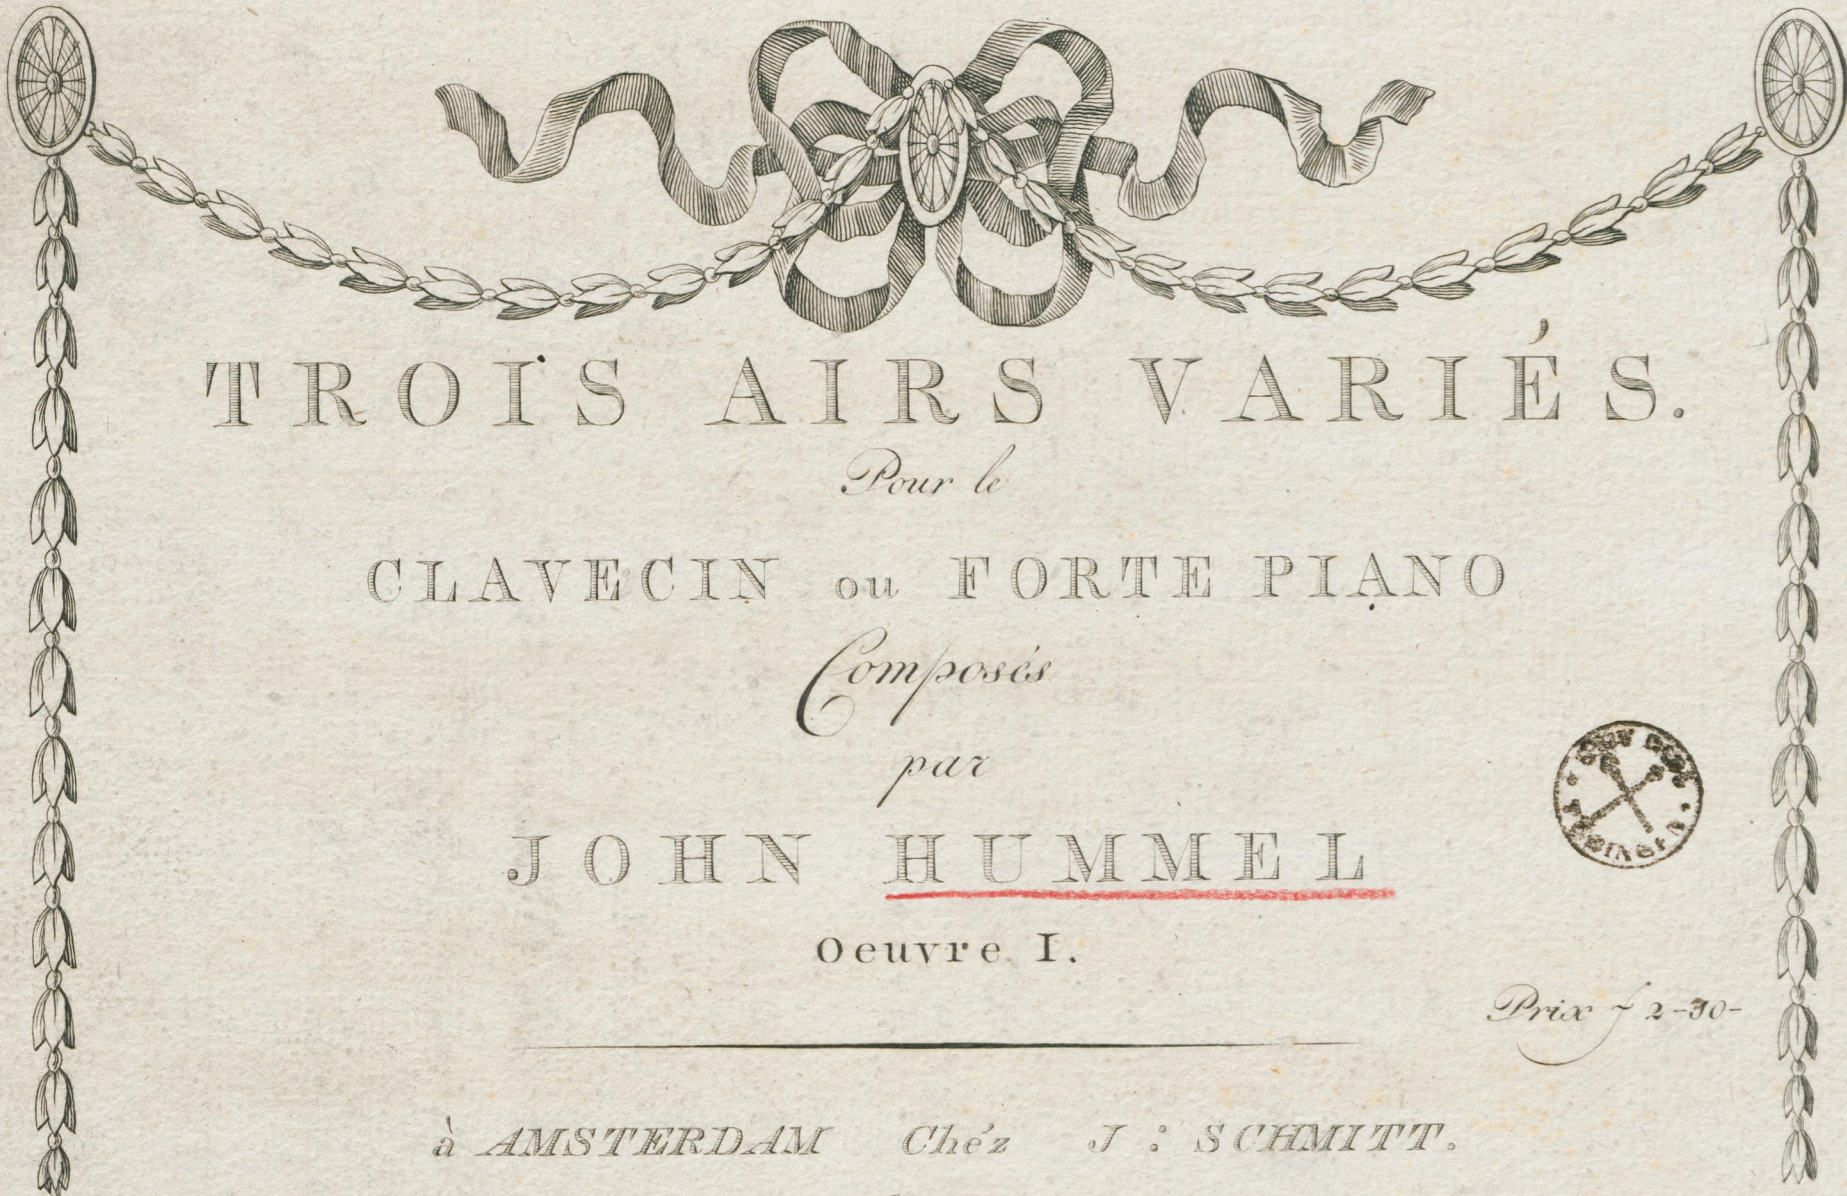 TROIS AIRS VARIÉS.
Pour le
CLAVECIN ou FORTE PIANO
Composés
par
JOHN HUMMEL
Oeuvre I.
Prix f 2-10-
à AMSTERDAM Chéz J: SCHMITT.